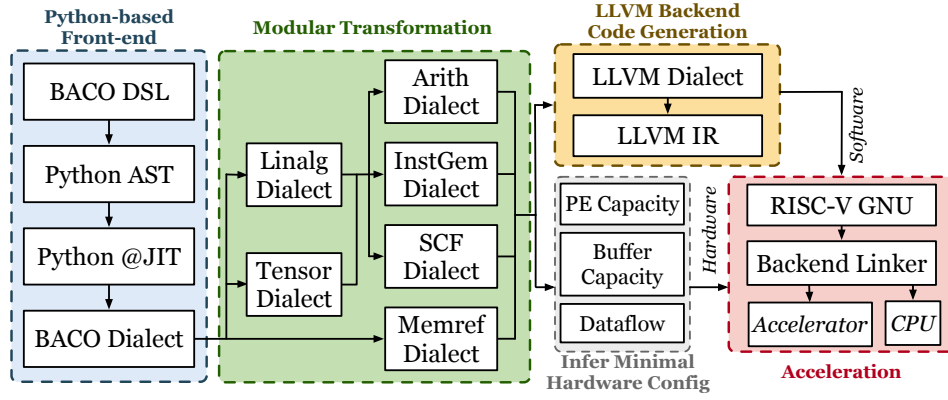 Python-based
Front-end
BACO DSL
Python AST
Python @JIT
BACO Dialect
Modular Transformation
Linalg
Dialect
Tensor
Dialect
Arith
Dialect
InstGem
Dialect
SCF
Dialect
Memref
Dialect
LLVM Backend
Code Generation
LLVM Dialect
LLVM IR
Software
PE Capacity
Buffer
Capacity
Dataflow
Infer Minimal
Hardware Config
Hardware
RISC-V GNU
Backend Linker
Accelerator
CPU
Acceleration